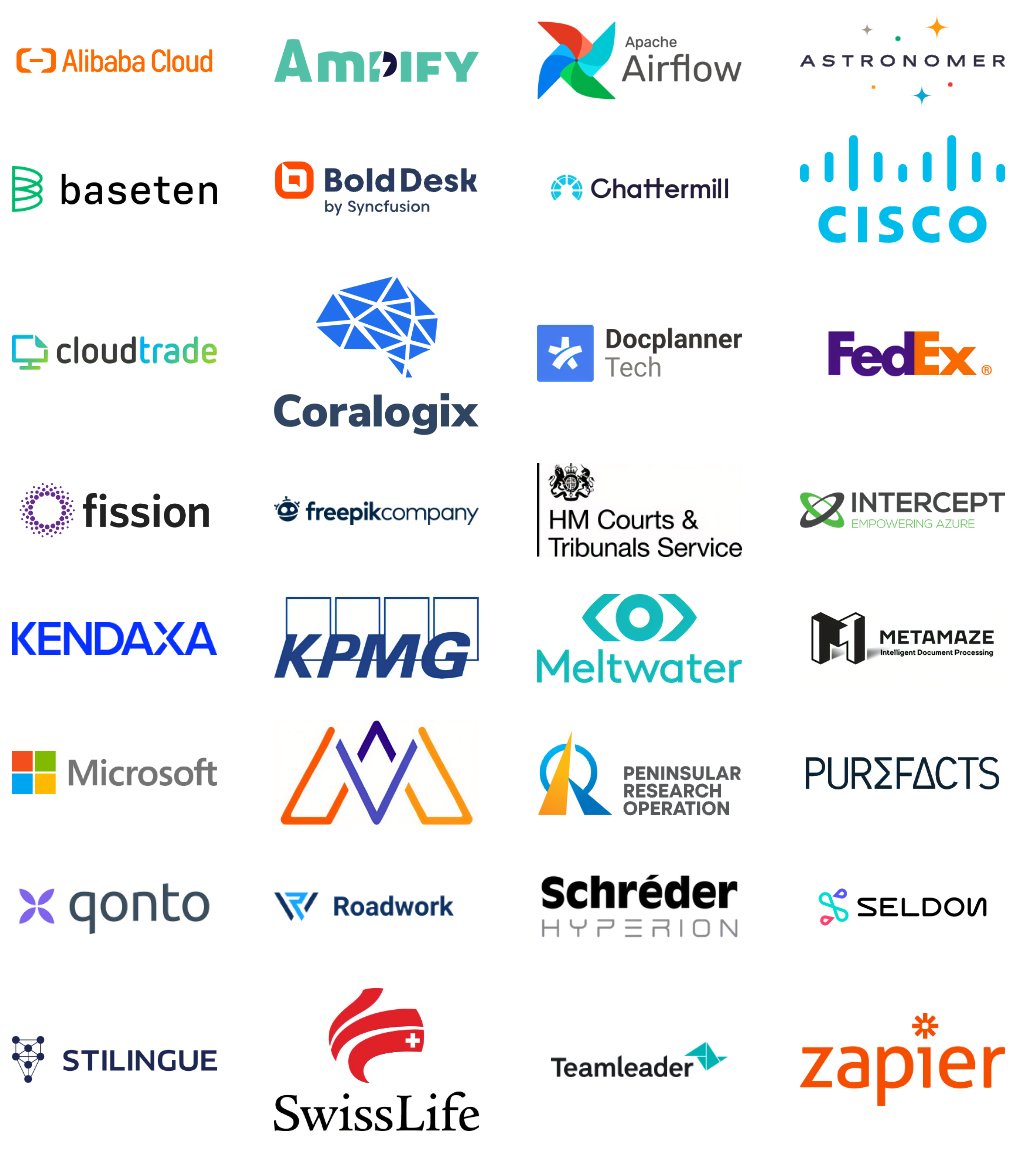 Alibaba Cloud
AMPIFY
Apache
Airflow
ASTRONOMER
baseten
BoldDesk
by Syncfusion
Chattermill
CISCO
cloudtrade
Coralogix
Docplanner
Tech
FedEx®
fission
freepikcompany
HM Courts &
Tribunals Service
INTERCEPT
EMPOWERING AZURE
KENDAXA
KPMG
Meltwater
METAMAZE
Intelligent Document Processing
Microsoft
PENINSULAR
RESEARCH
OPERATION
PURΣFΔCTS
qonto
Roadwork
Schréder
HYPERION
SELDON
STILINGUE
SwissLife
Teamleader
zapier